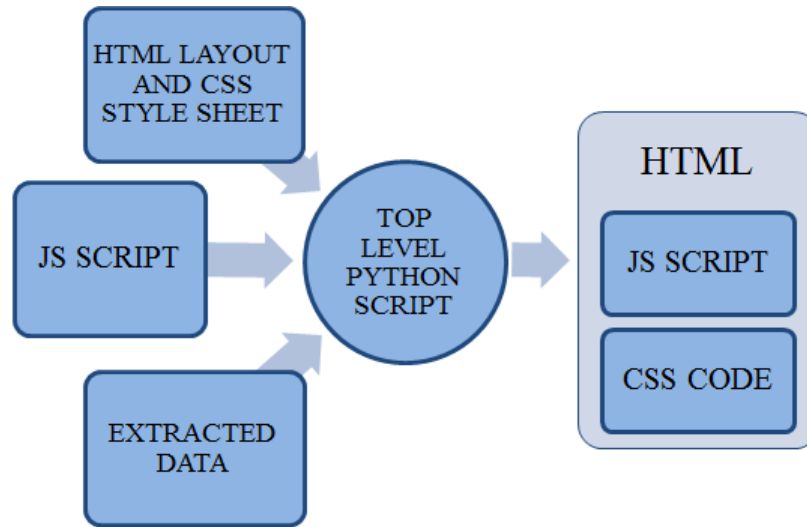 HTML LAYOUT
AND CSS
STYLE SHEET
JS SCRIPT
EXTRACTED
DATA
TOP
LEVEL
PYTHON
SCRIPT
HTML
JS SCRIPT
CSS CODE